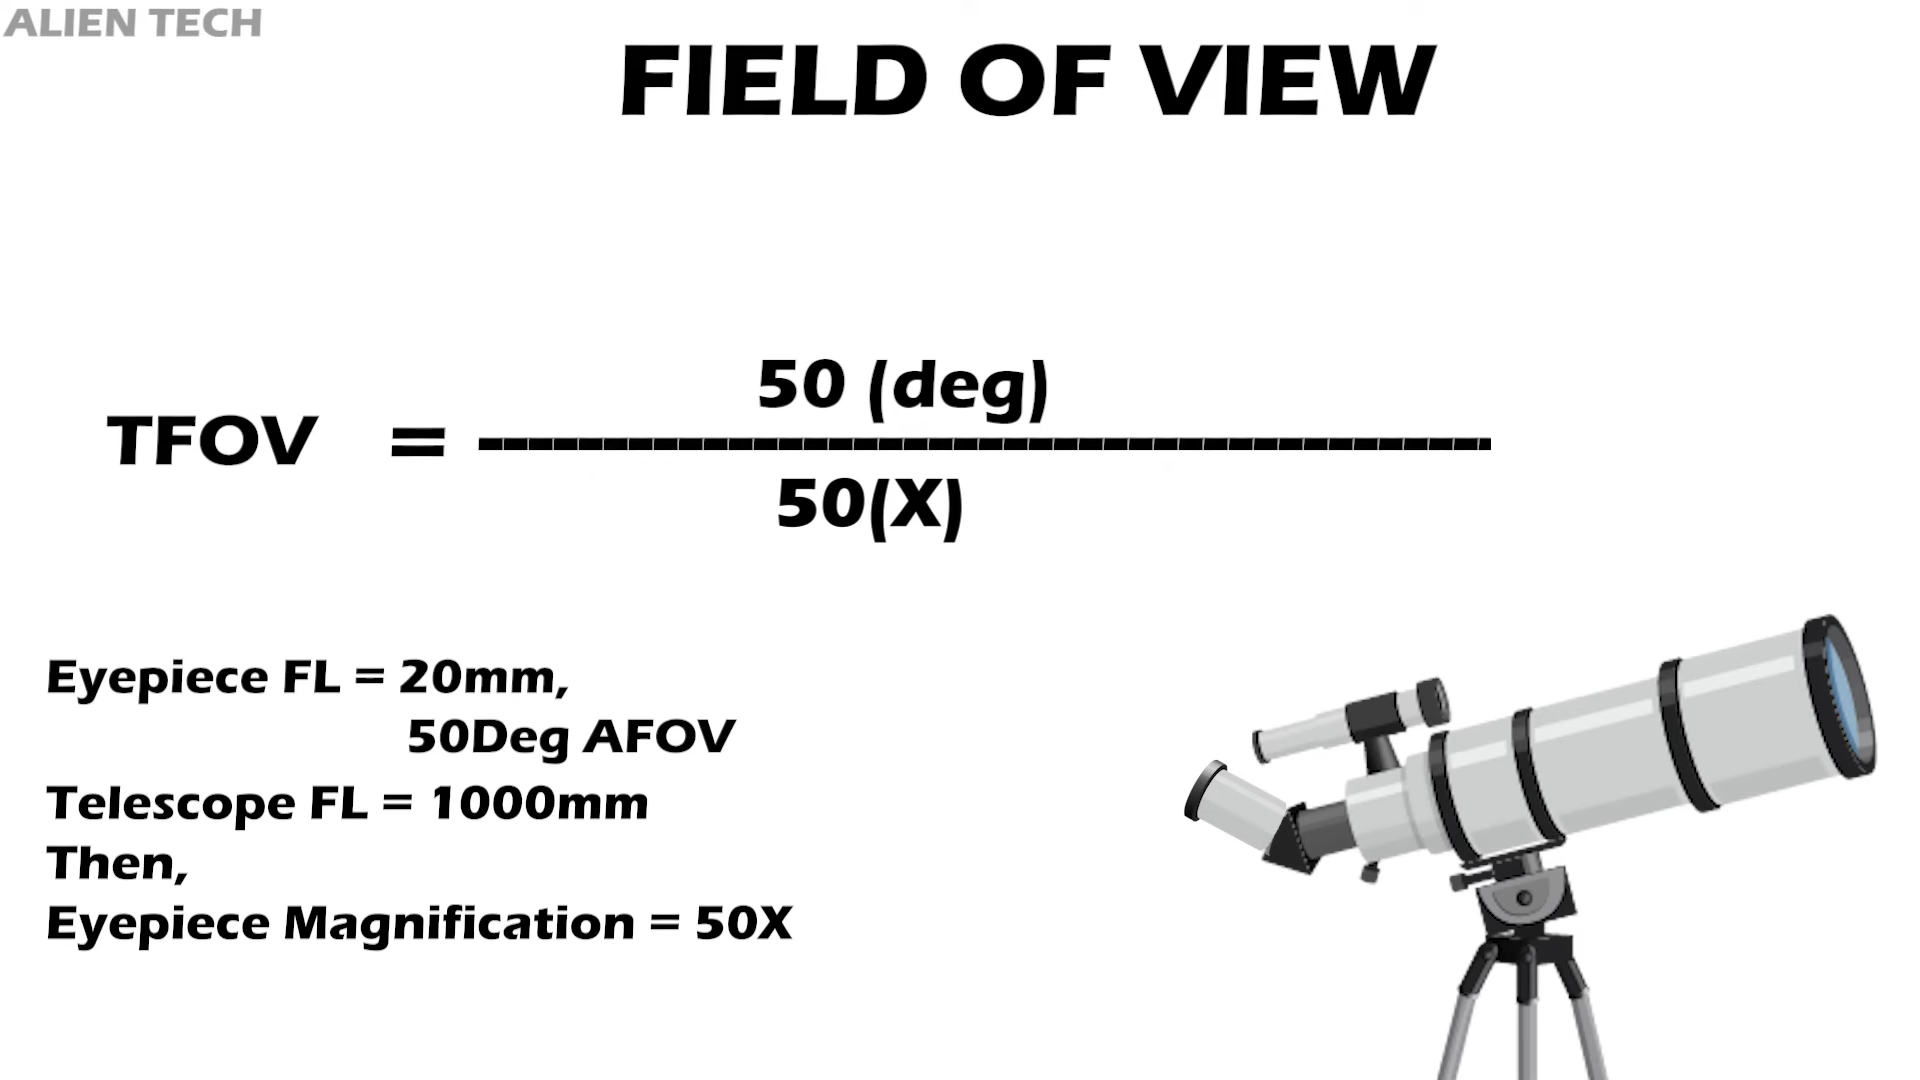 ALIEN TECH
FIELD OF VIEW
50 (deg)
TFOV = -----------------------------------------
50(X)
Eyepiece FL = 20mm,
50Deg AFOV
Telescope FL = 1000mm
Then,
Eyepiece Magnification = 50X